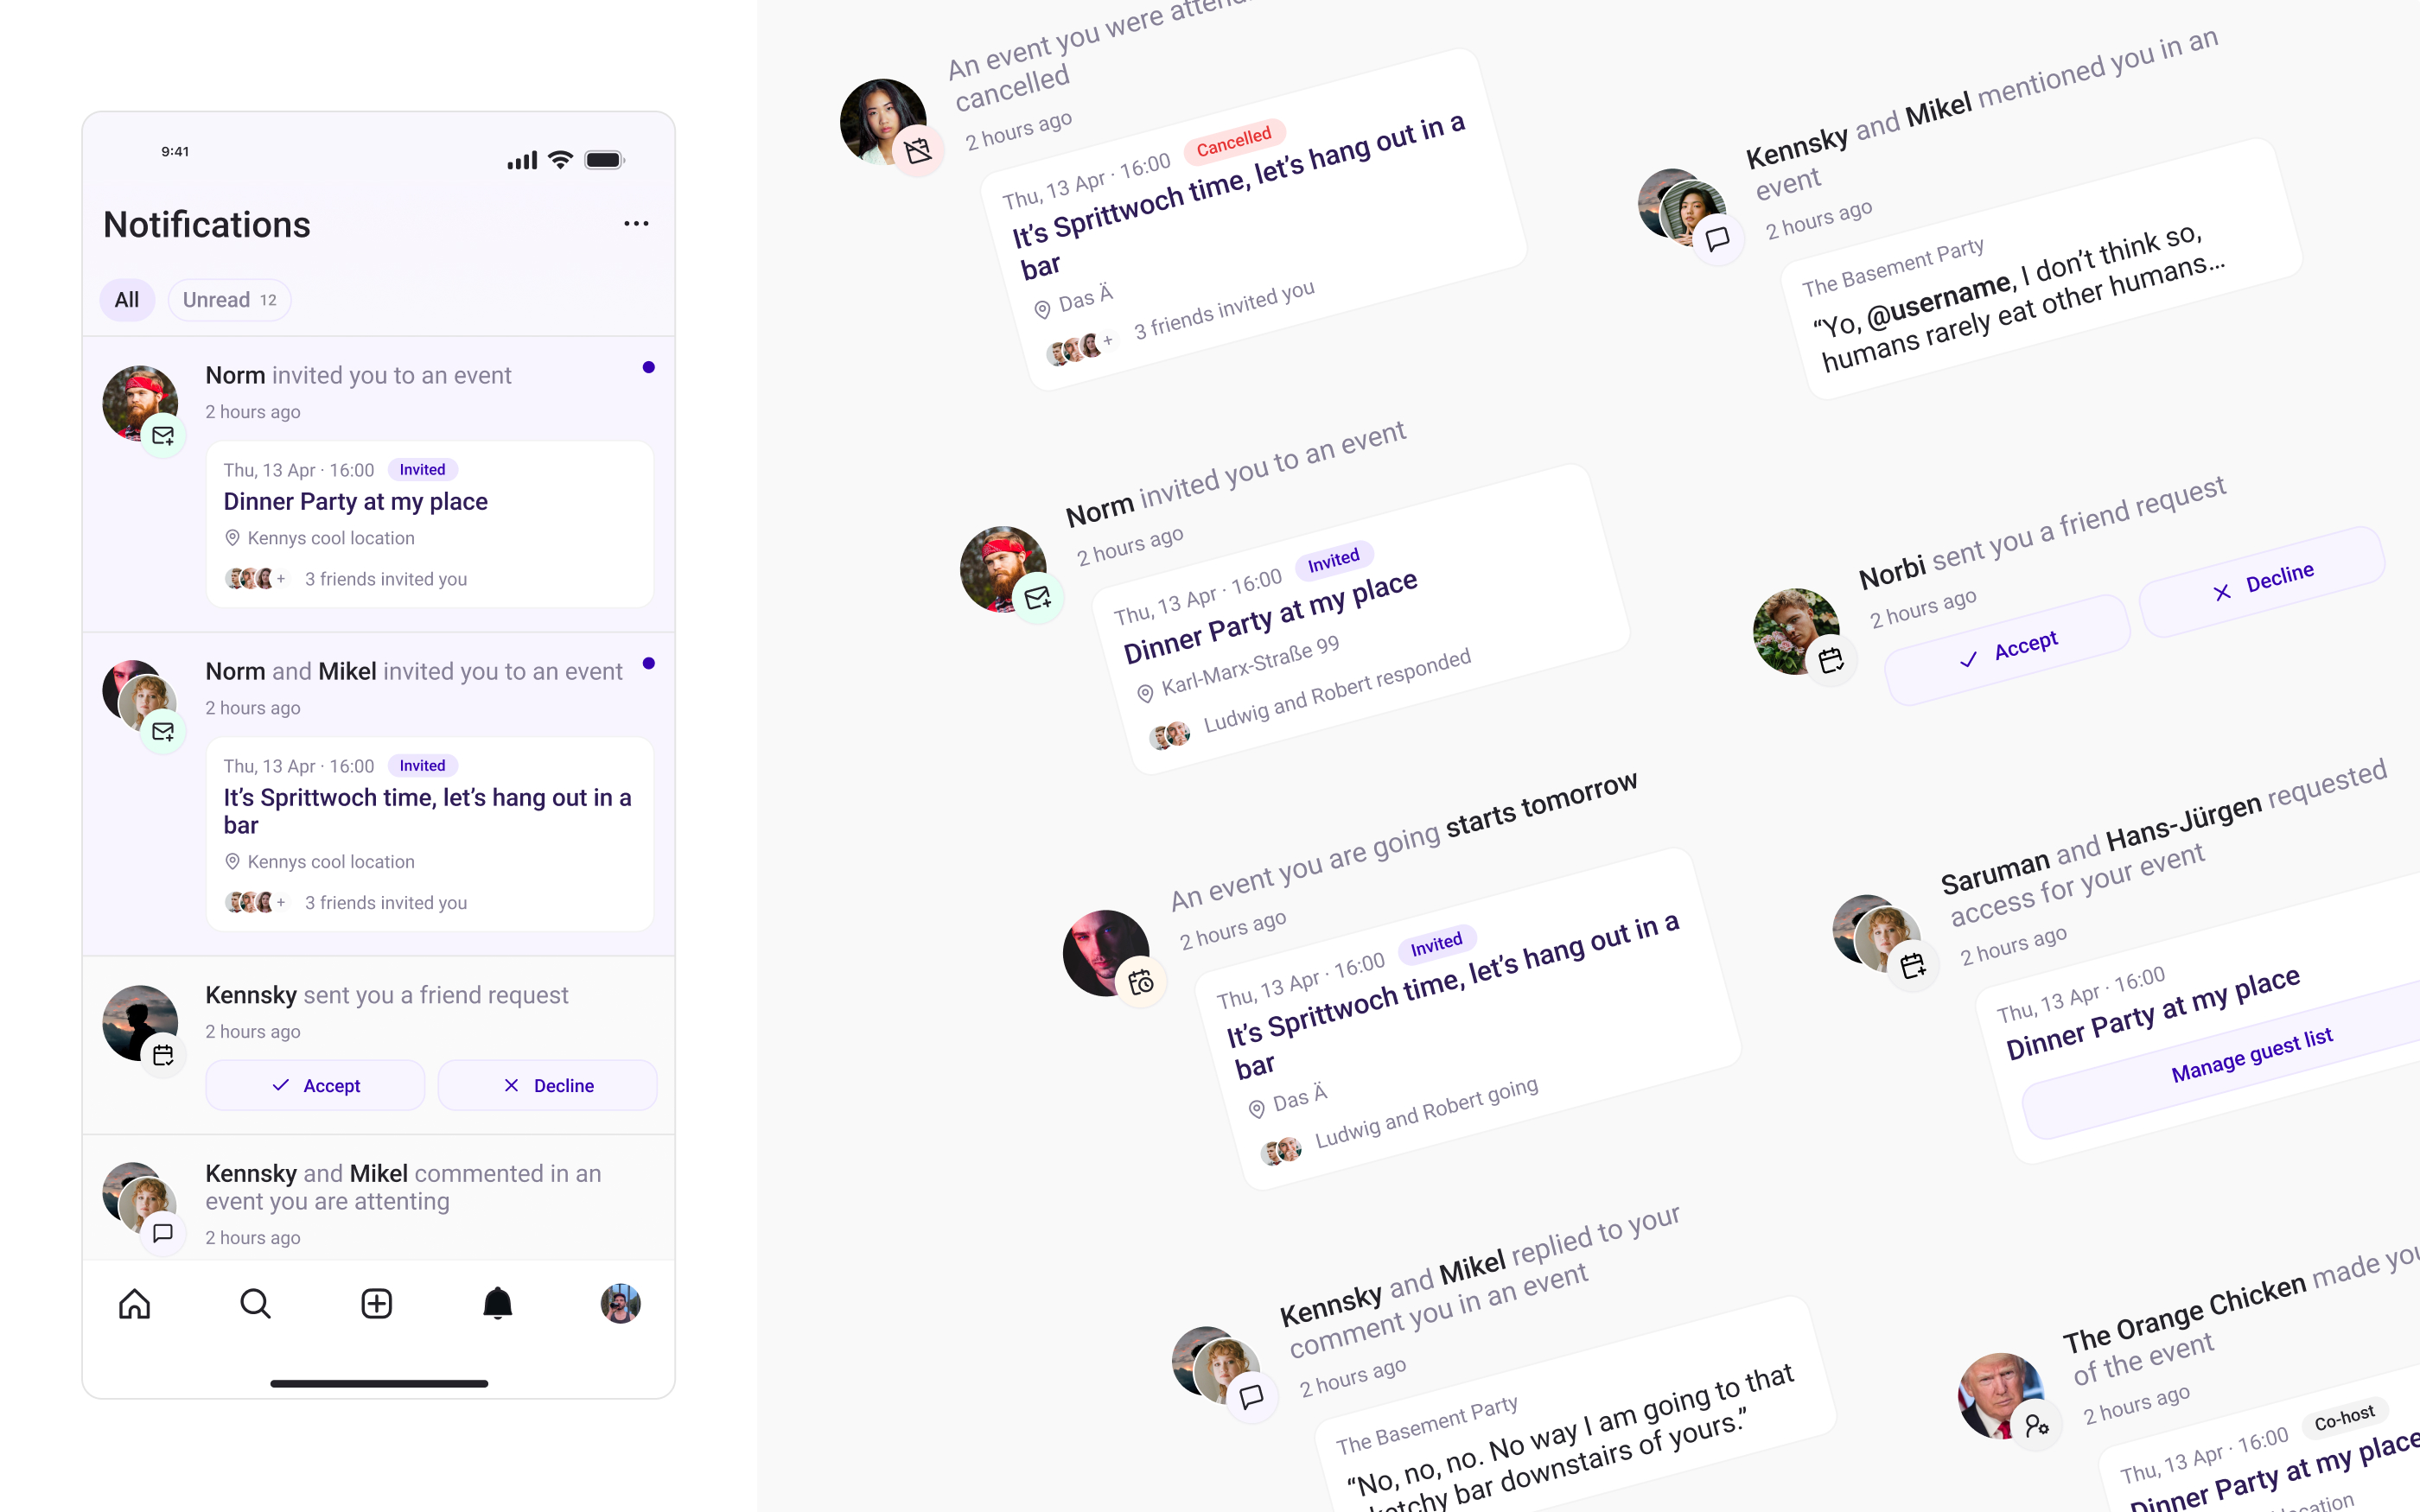 9:41
Notifications
All
Unread 12
Norm invited you to an event
2 hours ago
Thu, 13 Apr · 16:00 Invited
Dinner Party at my place
Kennys cool location
+ 3 friends invited you
Norm and Mikel invited you to an event
2 hours ago
Thu, 13 Apr · 16:00 Invited
It’s Sprittwoch time, let’s hang out in a
bar
Kennys cool location
+ 3 friends invited you
Kennsky sent you a friend request
2 hours ago
Accept
Decline
Kennsky and Mikel commented in an
event you are attenting
2 hours ago
An event you were
cancelled
2 hours ago
Thu, 13 Apr · 16:00 Cancelled
It’s Sprittwoch time, let’s hang out in a
bar
Das Ä
+ 3 friends invited you
Norm invited you to an event
2 hours ago
Thu, 13 Apr · 16:00 Invited
Dinner Party at my place
Karl-Marx-Straße 99
Ludwig and Robert responded
An event you are going starts tomorrow
2 hours ago
Thu, 13 Apr · 16:00 Invited
It’s Sprittwoch time, let’s hang out in a
bar
Das Ä
Ludwig and Robert going
Kennsky and Mikel replied to your
comment you in an event
2 hours ago
The Basement Party
“No, no, no. No way I am going to that
bar downstairs of yours.”
Kennsky and Mikel mentioned you in an
event
2 hours ago
The Basement Party
“Yo, @username, I don’t think so,
humans rarely eat other humans...
Norbi sent you a friend request
2 hours ago
Accept
Decline
Saruman and Hans-Jürgen requested
access for your event
2 hours ago
Thu, 13 Apr · 16:00
Dinner Party at my place
Manage guest list
The Orange Chicken made you
of the event
2 hours ago
Thu, 13 Apr · 16:00 Co-host
Dinner Party at my place
location